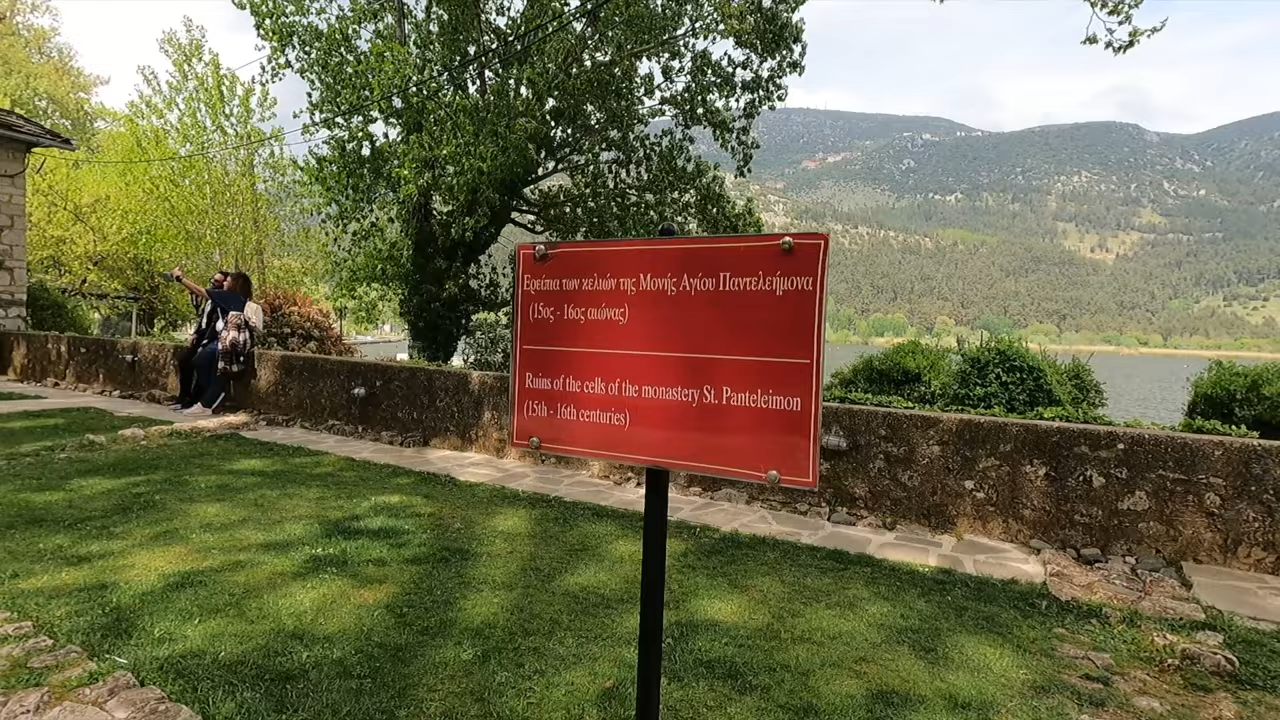 Ερείπια των κελιών της Μονής Αγίου Παντελεήμονα
(15ος - 16ος αιώνας)
Ruins of the cells of the monastery St. Panteleimon
(15th - 16th centuries)